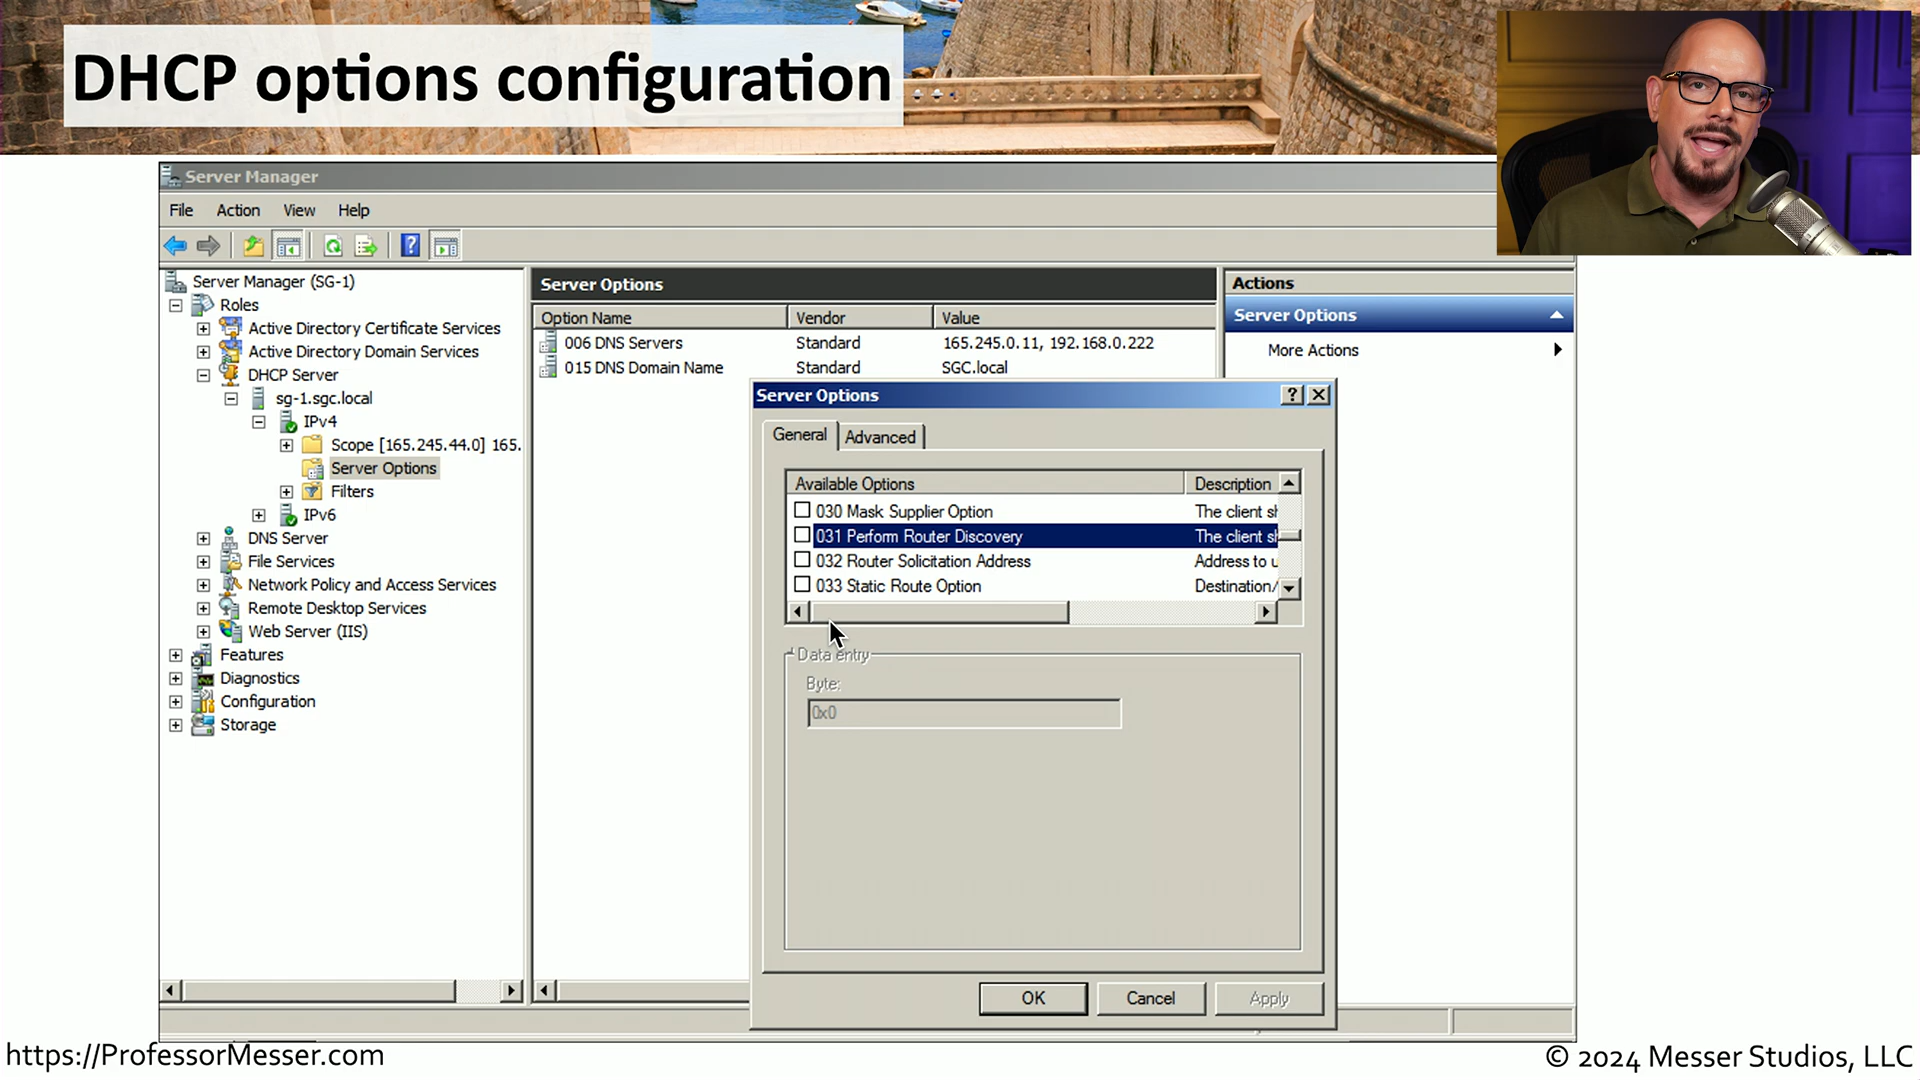 DHCP options configuration
Server Manager
File Action View Help
Server Manager (SG-1)
Roles
Active Directory Certificate Services
Active Directory Domain Services
DHCP Server
sg-1.sgc.local
IPv4
Scope [165.245.44.0] 165.
Server Options
Filters
IPv6
DNS Server
File Services
Network Policy and Access Services
Remote Desktop Services
Web Server (IIS)
Features
Diagnostics
Configuration
Storage
Server Options
Option Name Vendor Value
006 DNS Servers Standard 165.245.0.11, 192.168.0.222
015 DNS Domain Name Standard SGC.local
Actions
Server Options
More Actions
Server Options
General Advanced
Available Options Description
030 Mask Supplier Option The client sh
031 Perform Router Discovery The client sh
032 Router Solicitation Address Address to u
033 Static Route Option Destination/
Data entry
Byte:
0x0
OK Cancel Apply
https://ProfessorMesser.com
© 2024 Messer Studios, LLC